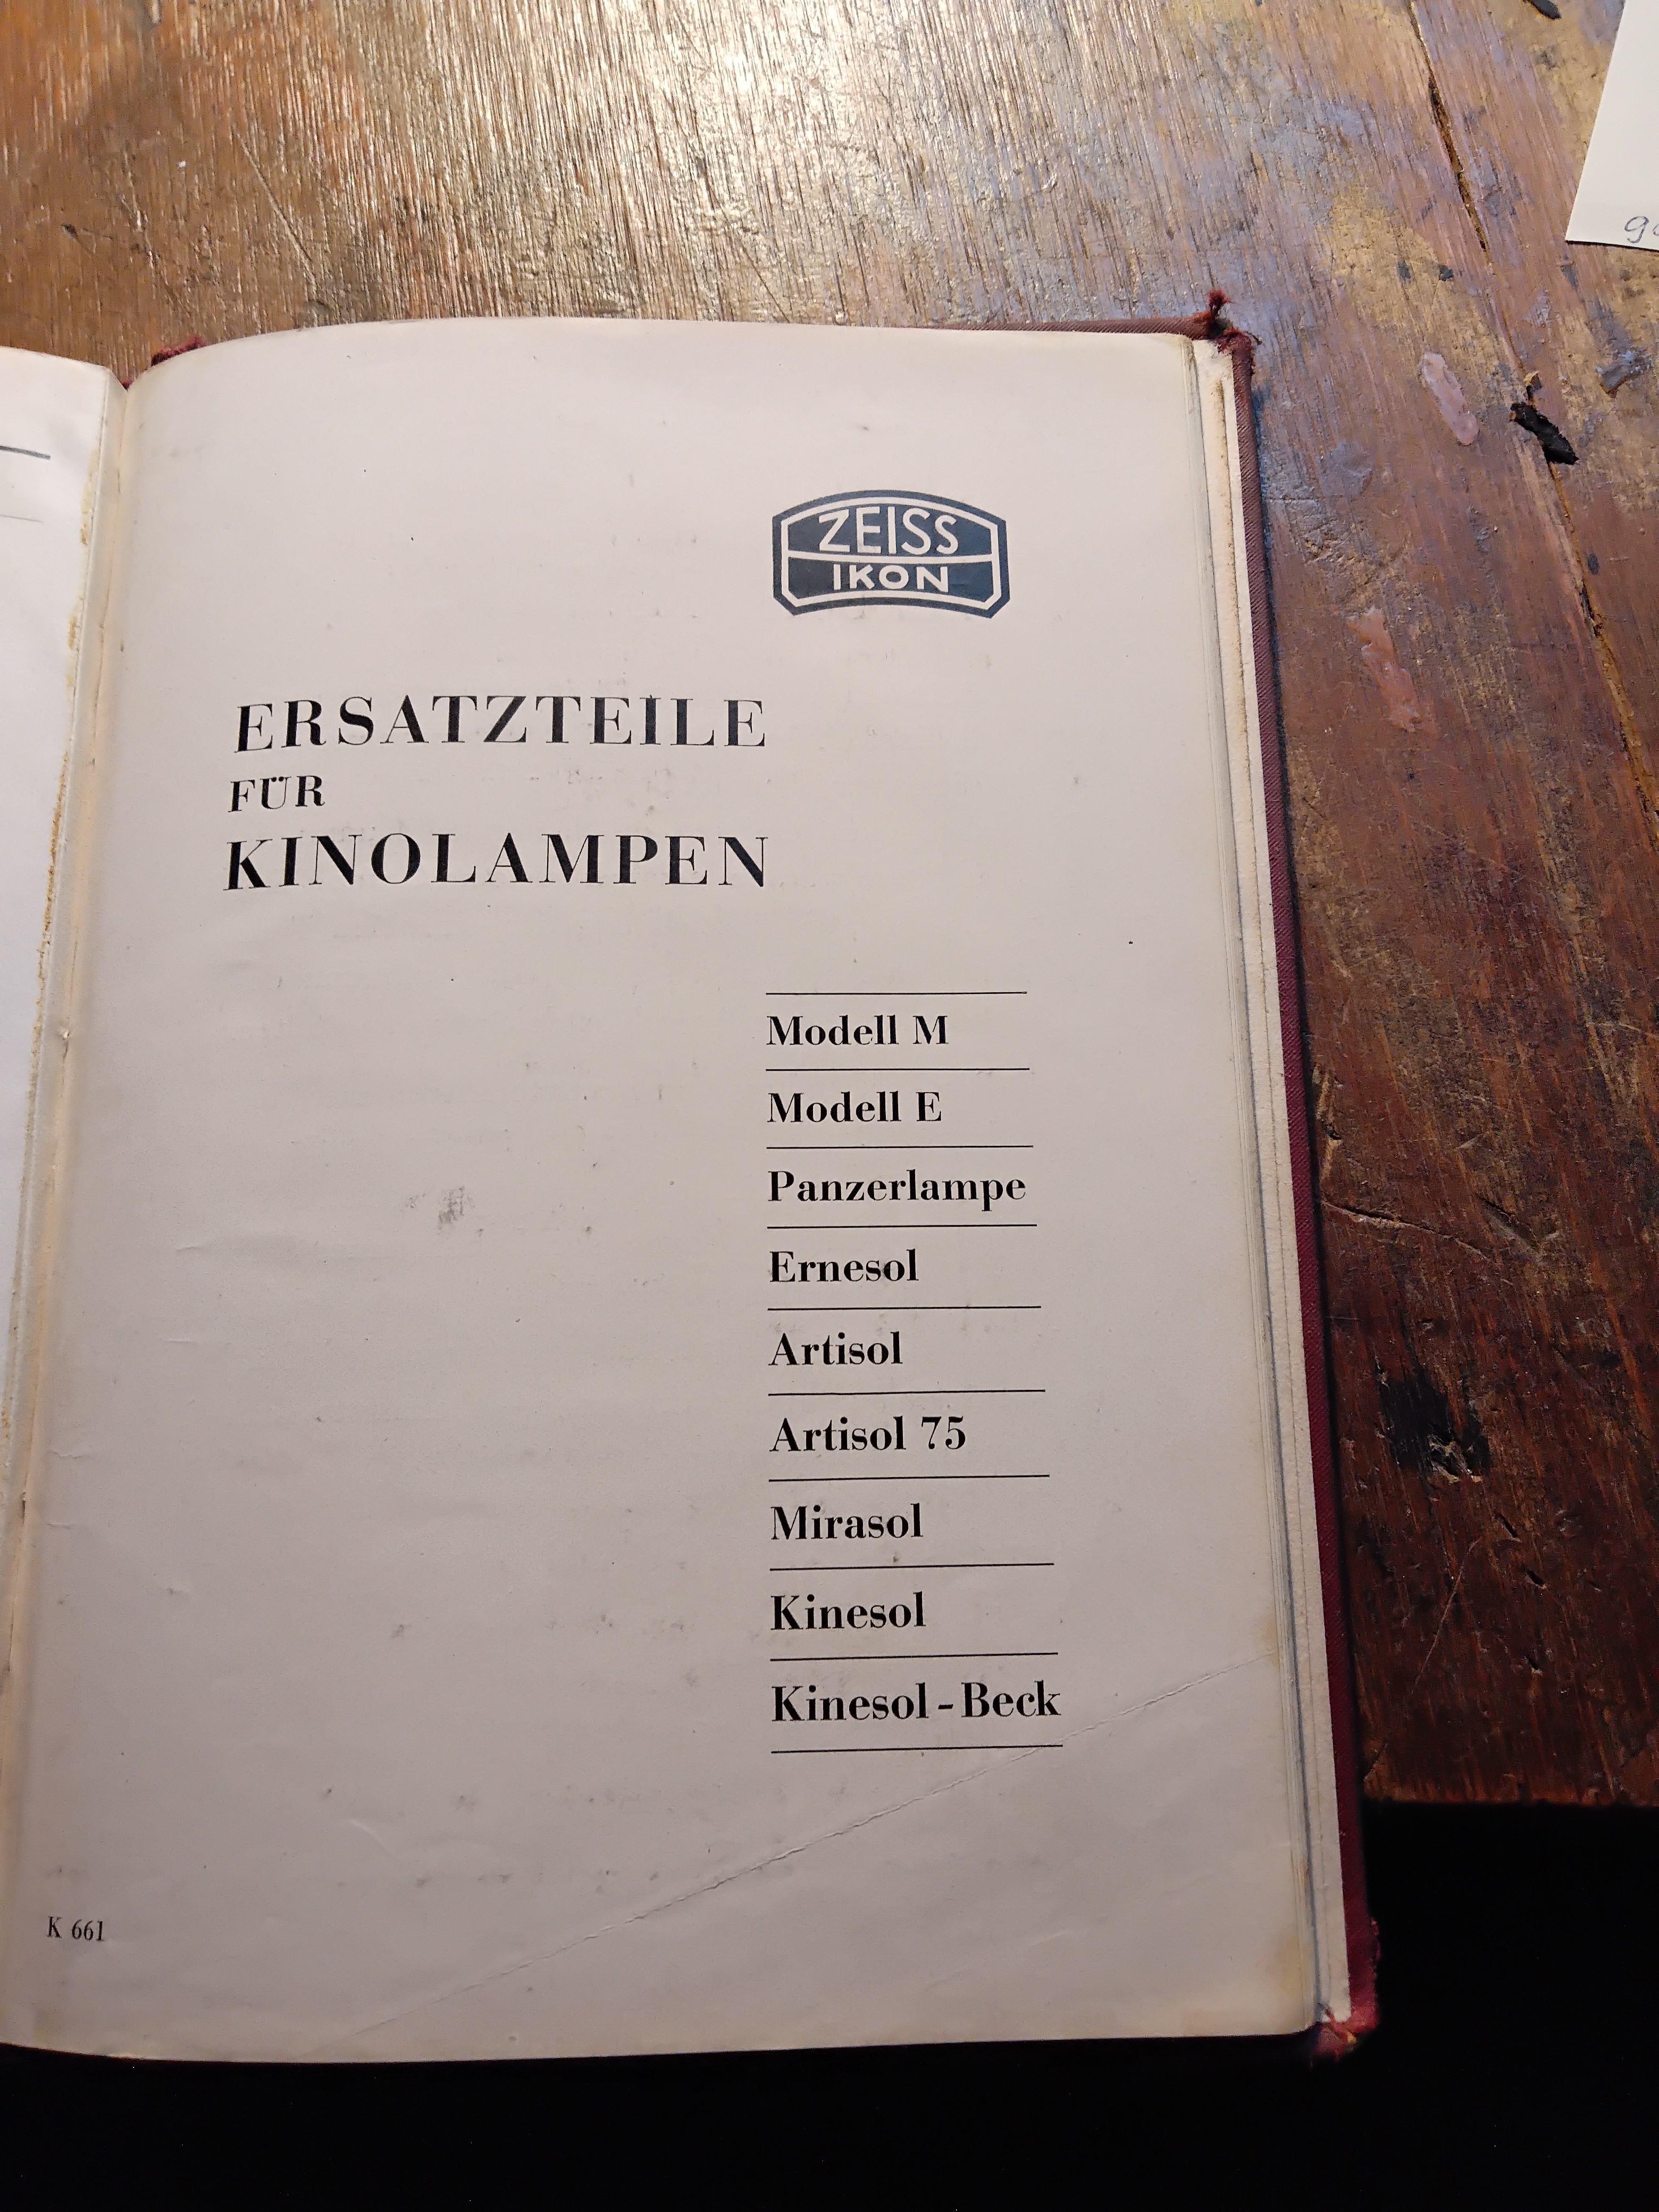 ZEISS
IKON
ERSATZTEILE
FÜR
KINOLAMPEN
Modell M
Modell E
Panzerlampe
Ernesol
Artisol
Artisol 75
Mirasol
Kinesol
Kinesol-Beck
K 661